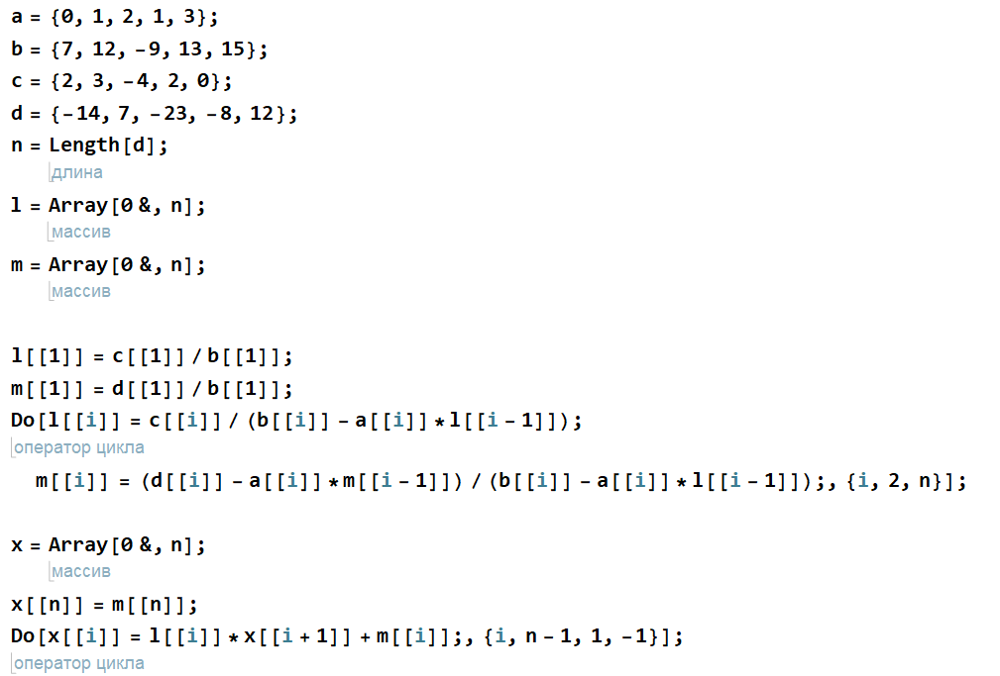 a = {0, 1, 2, 1, 3};
b = {7, 12, -9, 13, 15};
c = {2, 3, -4, 2, 0};
d = {-14, 7, -23, -8, 12};
n = Length[d];
длина
l = Array[0 &, n];
массив
m = Array[0 &, n];
массив
l[[1]] = c[[1]] / b[[1]];
m[[1]] = d[[1]] / b[[1]];
Do[l[[i]] = c[[i]] / (b[[i]] - a[[i]] * l[[i - 1]]);
оператор цикла
m[[i]] = (d[[i]] - a[[i]] * m[[i - 1]]) / (b[[i]] - a[[i]] * l[[i - 1]]);, {i, 2, n}];
x = Array[0 &, n];
массив
x[[n]] = m[[n]];
Do[x[[i]] = l[[i]] * x[[i + 1]] + m[[i]];, {i, n - 1, 1, -1}];
оператор цикла